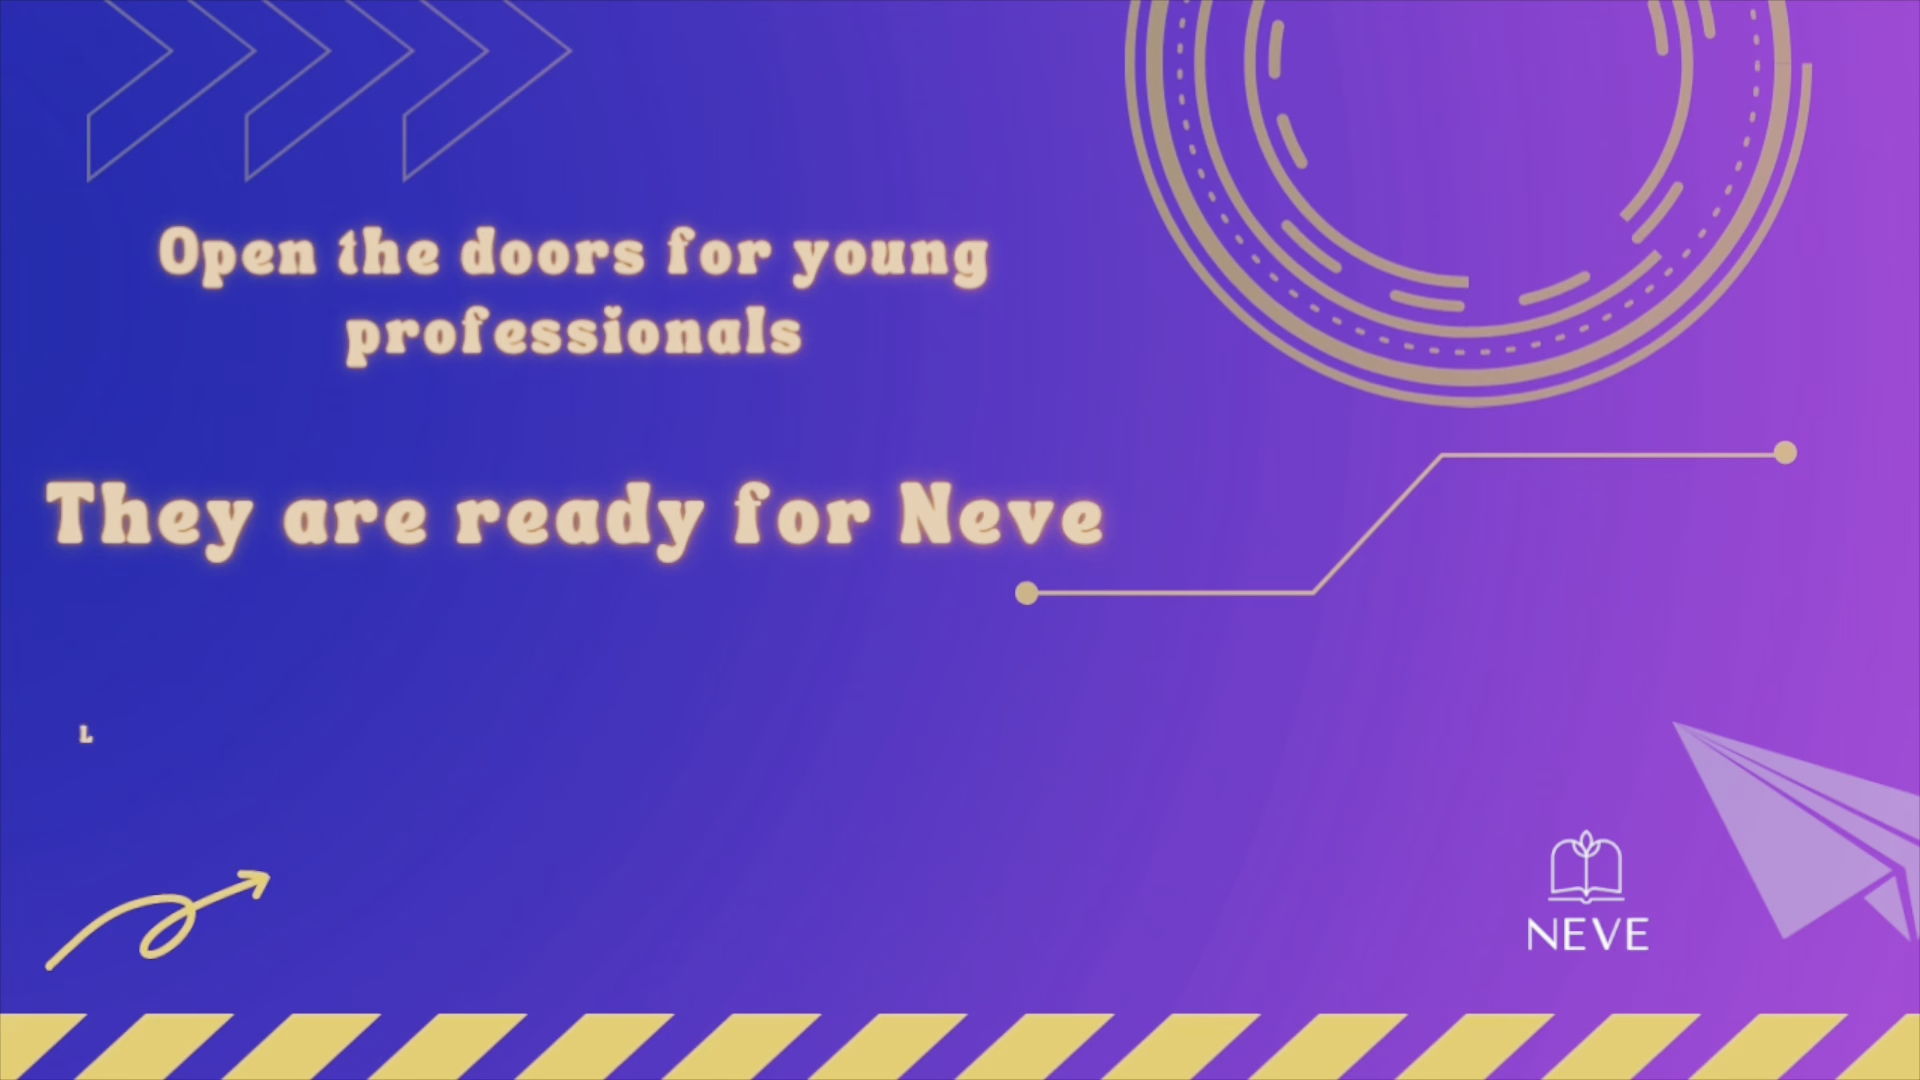 Open the doors for young
professionals
They are ready for Neve
L
NEVE